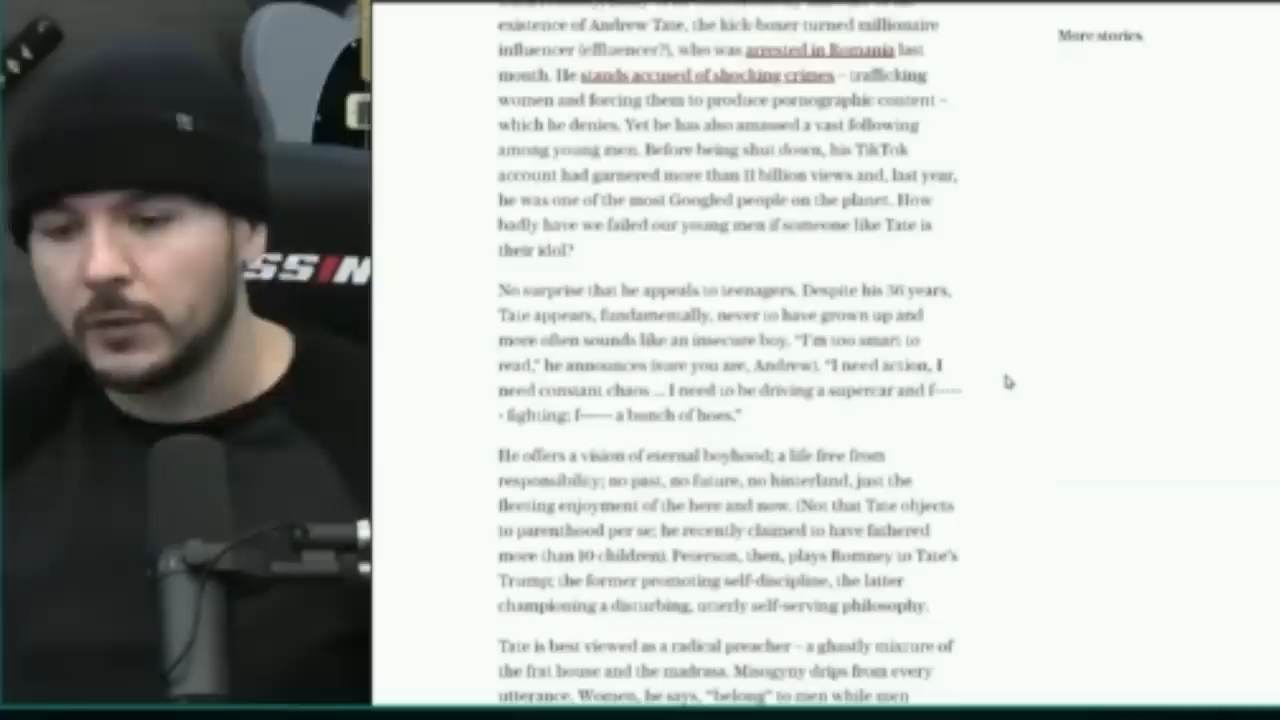 existence of Andrew Tate, the kick-boxer turned millionaire
influencer (effluencer?), who was arrested in Romania last
month. He stands accused of shocking crimes – trafficking
women and forcing them to produce pornographic content –
which he denies. Yet he has also amassed a vast following
among young men. Before being shut down, his TikTok
account had garnered more than 11 billion views and, last year,
he was one of the most Googled people on the planet. How
badly have we failed our young men if someone like Tate is
their idol?
No surprise that he appeals to teenagers. Despite his 36 years,
Tate appears, fundamentally, never to have grown up and
more often sounds like an insecure boy. "I'm too smart to
read," he announces (sure you are, Andrew). "I need action, I
need constant chaos ... I need to be driving a supercar and f-----
- fighting; f------ a bunch of hoes."
He offers a vision of eternal boyhood; a life free from
responsibility; no past, no future, no hinterland, just the
fleeting enjoyment of the here and now. (Not that Tate objects
to parenthood per se; he recently claimed to have fathered
more than 10 children). Peterson, then, plays Romney to Tate's
Trump; the former promoting self-discipline, the latter
championing a disturbing, utterly self-serving philosophy.
Tate is best viewed as a radical preacher – a ghastly mixture of
the frat house and the madrasa. Misogyny drips from every
utterance. Women, he says, "belong" to men while men
More stories
SSIN